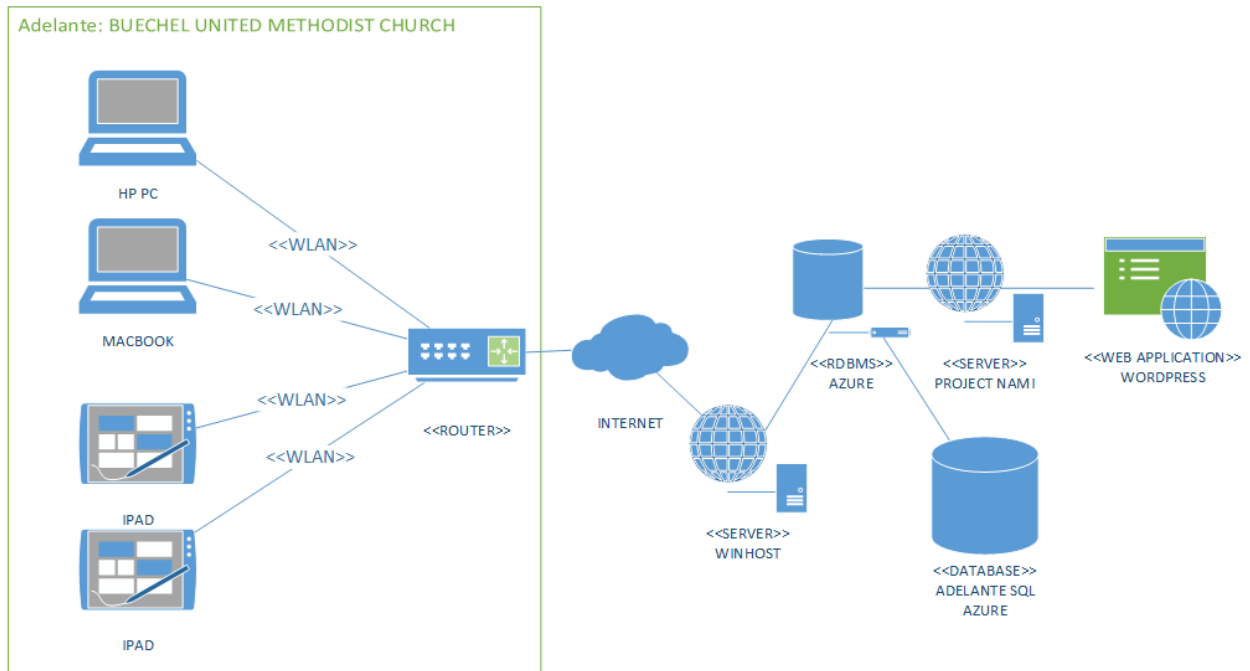 Adelante: BUECHEL UNITED METHODIST CHURCH
HP PC
<<WLAN>>
MACBOOK
<<WLAN>>
<<WLAN>>
<<WLAN>>
IPAD
IPAD
<<ROUTER>>
INTERNET
<<SERVER>>
WINHOST
<<RDBMS>>
AZURE
<<SERVER>>
PROJECT NAMI
<<WEB APPLICATION>>
WORDPRESS
<<DATABASE>>
ADELANTE SQL
AZURE